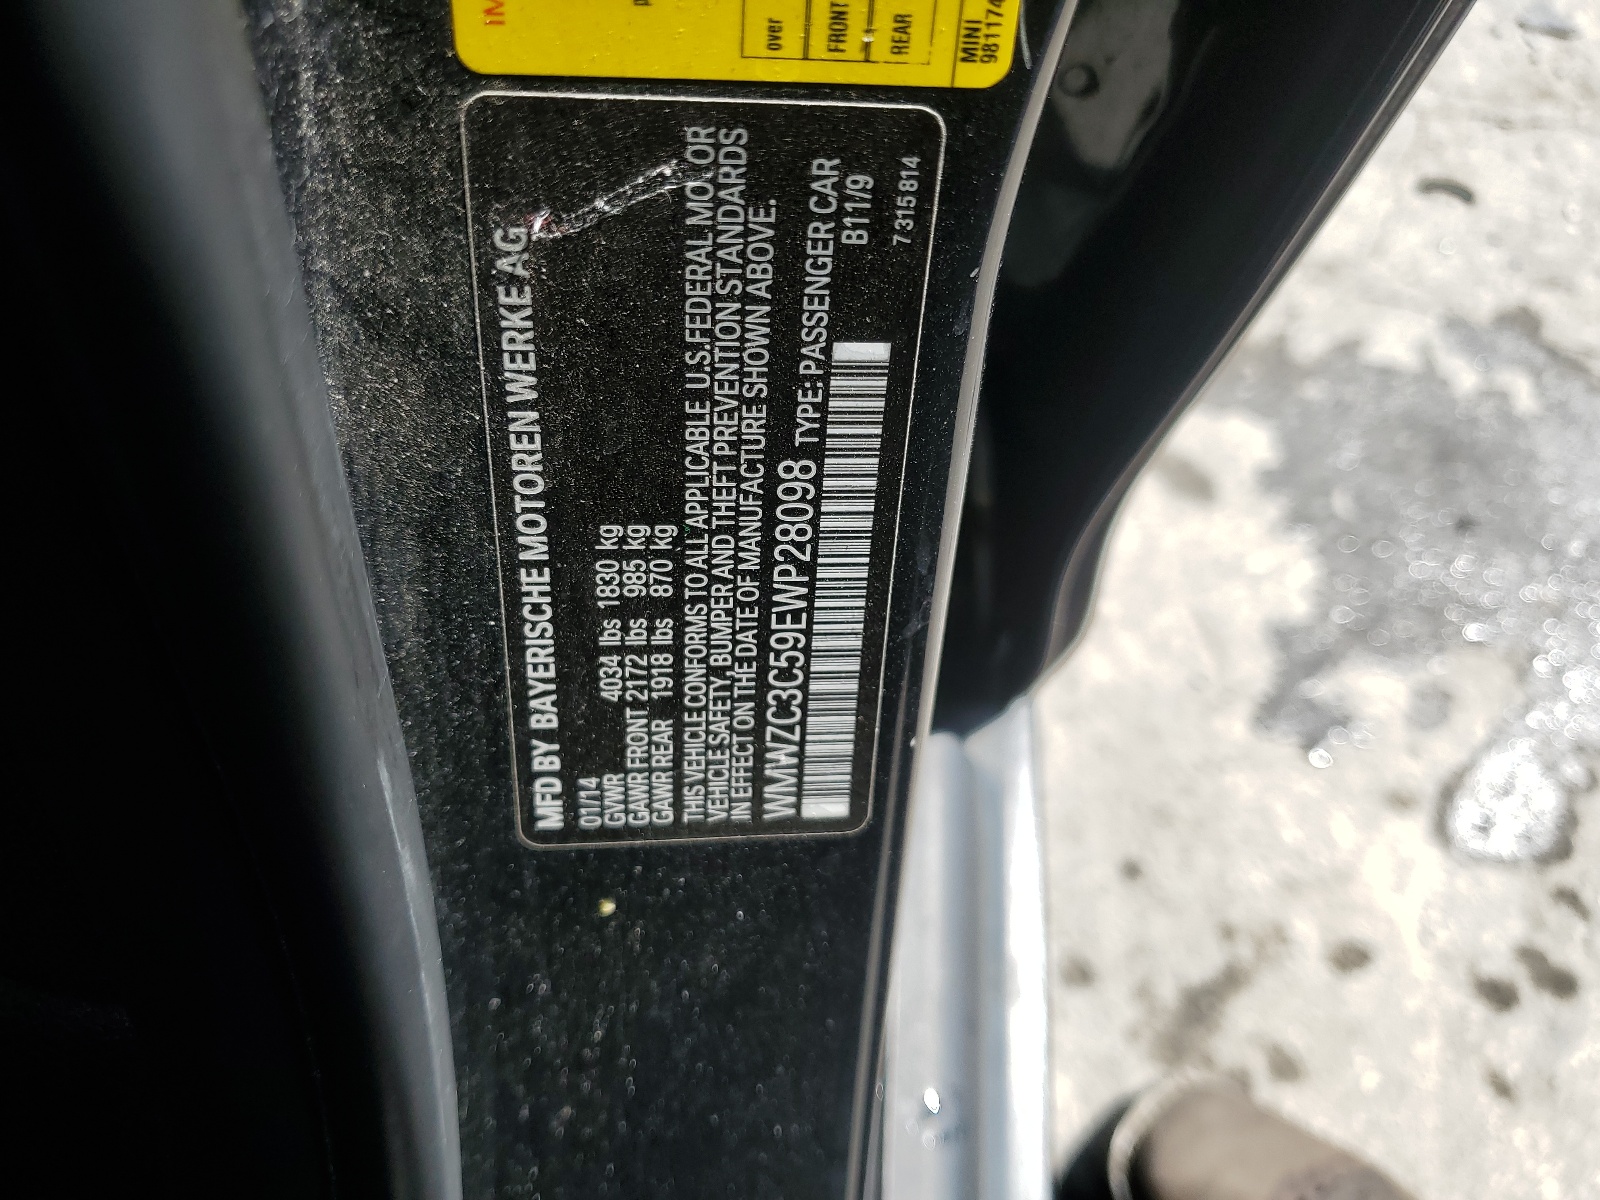 over
FRONT
REAR
MINI
981174
MFD BY BAYERISCHE MOTOREN WERKE AG
01/14
GVWR 4034 lbs 1830 kg
GAWR FRONT 2172 lbs 985 kg
GAWR REAR 1918 lbs 870 kg
THIS VEHICLE CONFORMS TO ALL APPLICABLE U.S.FEDERAL MOTOR
VEHICLE SAFETY, BUMPER AND THEFT PREVENTION STANDARDS
IN EFFECT ON THE DATE OF MANUFACTURE SHOWN ABOVE.
WMWZC3C59EWP28098 TYPE: PASSENGER CAR
B11/9
7315814